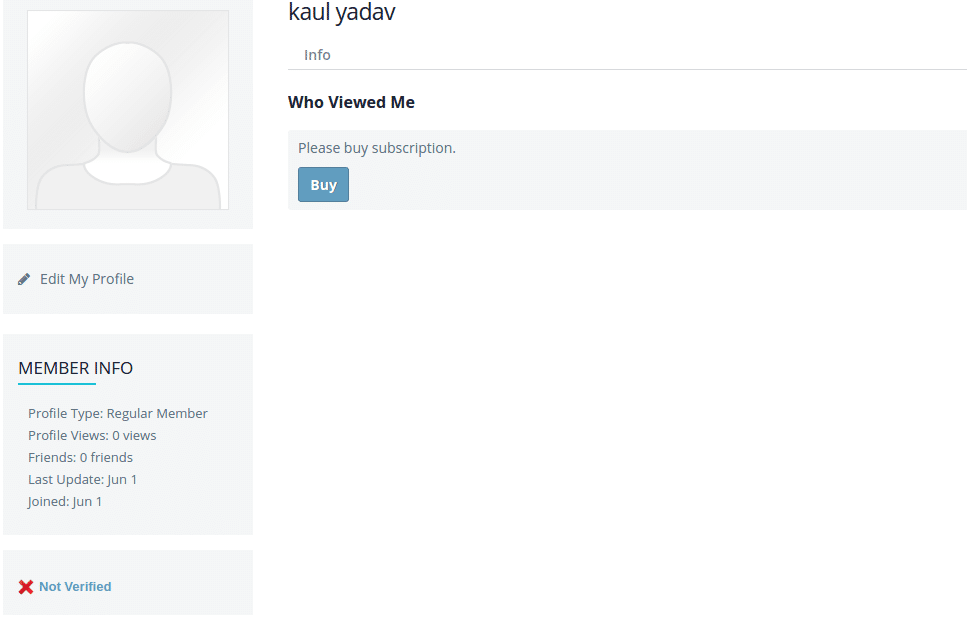 kaul yadav
Info
Who Viewed Me
Please buy subscription.
Buy
Edit My Profile
MEMBER INFO
Profile Type: Regular Member
Profile Views: 0 views
Friends: 0 friends
Last Update: Jun 1
Joined: Jun 1
Not Verified